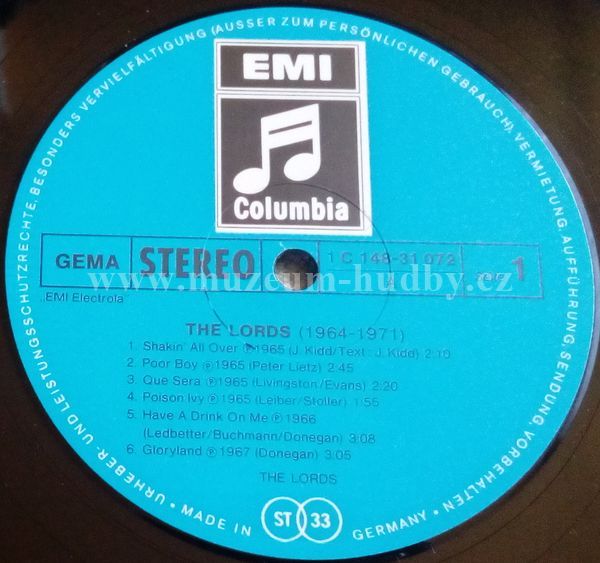 URHEBER- UND LEISTUNGSSCHUTZRECHTE, BESONDERS VERVIELFÄLTIGUNG (AUSSER ZUM PERSÖNLICHEN GEBRAUCH), VERMIETUNG, AUFFÜHRUNG, SENDUNG, VORBEHALTEN •
EMI
Columbia
GEMA STEREO 1 C 148-31 072 1
EMI Electrola
www.muzeum-hudby.cz
THE LORDS (1964-1971)
1. Shakin' All Over ℗1965 (J. Kidd/Text: J. Kidd) 2:10
2. Poor Boy ℗1965 (Peter Lietz) 2:45
3. Que Sera ℗1965 (Livingston/Evans) 2:20
4. Poison Ivy ℗1965 (Leiber/Stoller) 1:55
5. Have A Drink On Me ℗1966
(Ledbetter/Buchmann/Donegan) 3:08
6. Gloryland ℗1967 (Donegan) 3:05
THE LORDS
• MADE IN ST 33 GERMANY